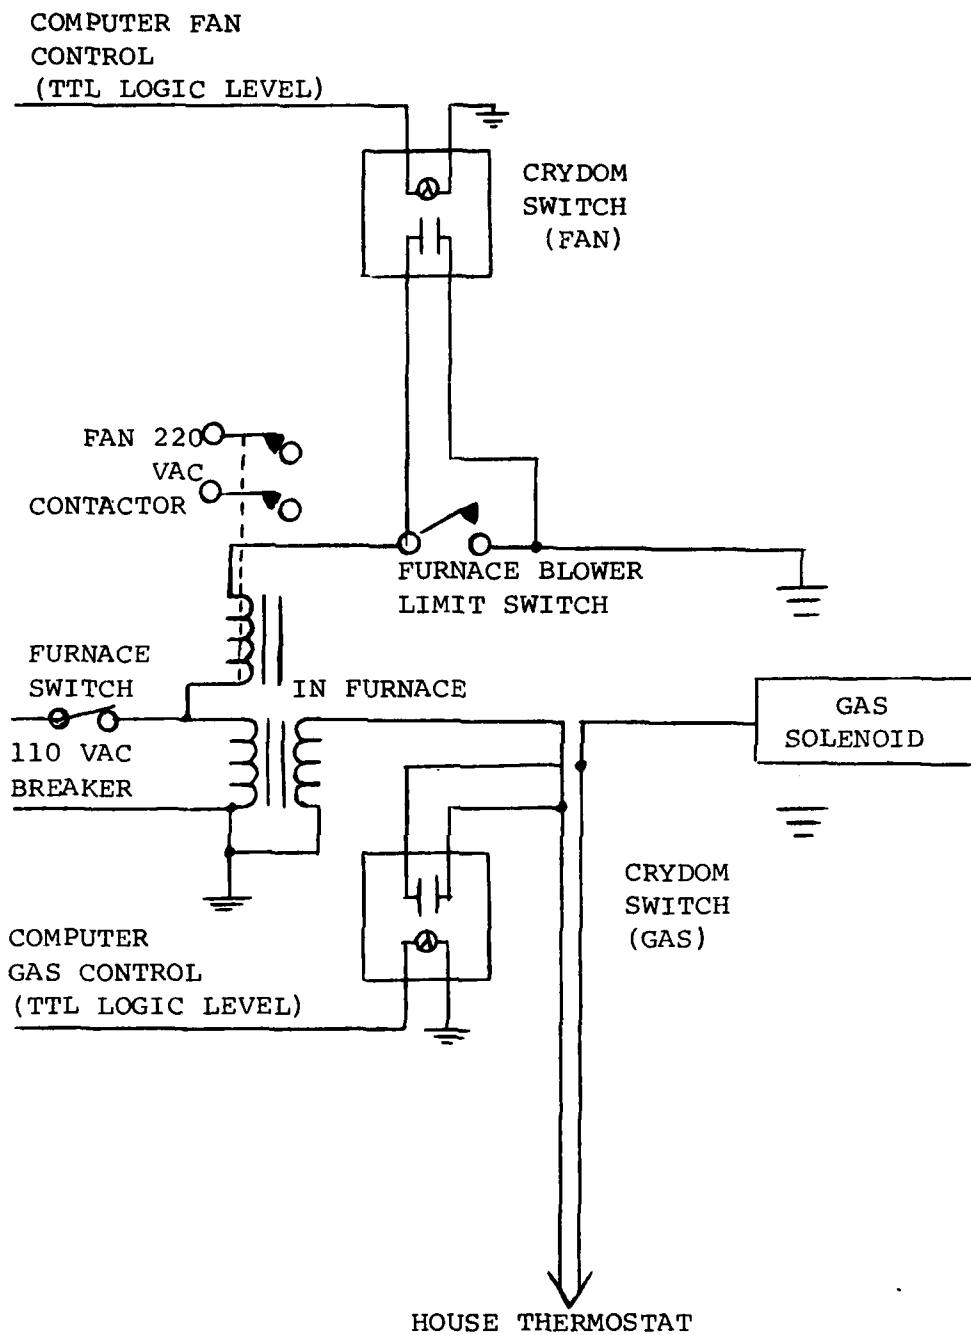 COMPUTER FAN
CONTROL
(TTL LOGIC LEVEL)
CRYDOM
SWITCH
(FAN)
FAN 220
VAC
CONTACTOR
FURNACE BLOWER
LIMIT SWITCH
FURNACE
SWITCH
IN FURNACE
110 VAC
BREAKER
GAS
SOLENOID
CRYDOM
SWITCH
(GAS)
COMPUTER
GAS CONTROL
(TTL LOGIC LEVEL)
HOUSE THERMOSTAT